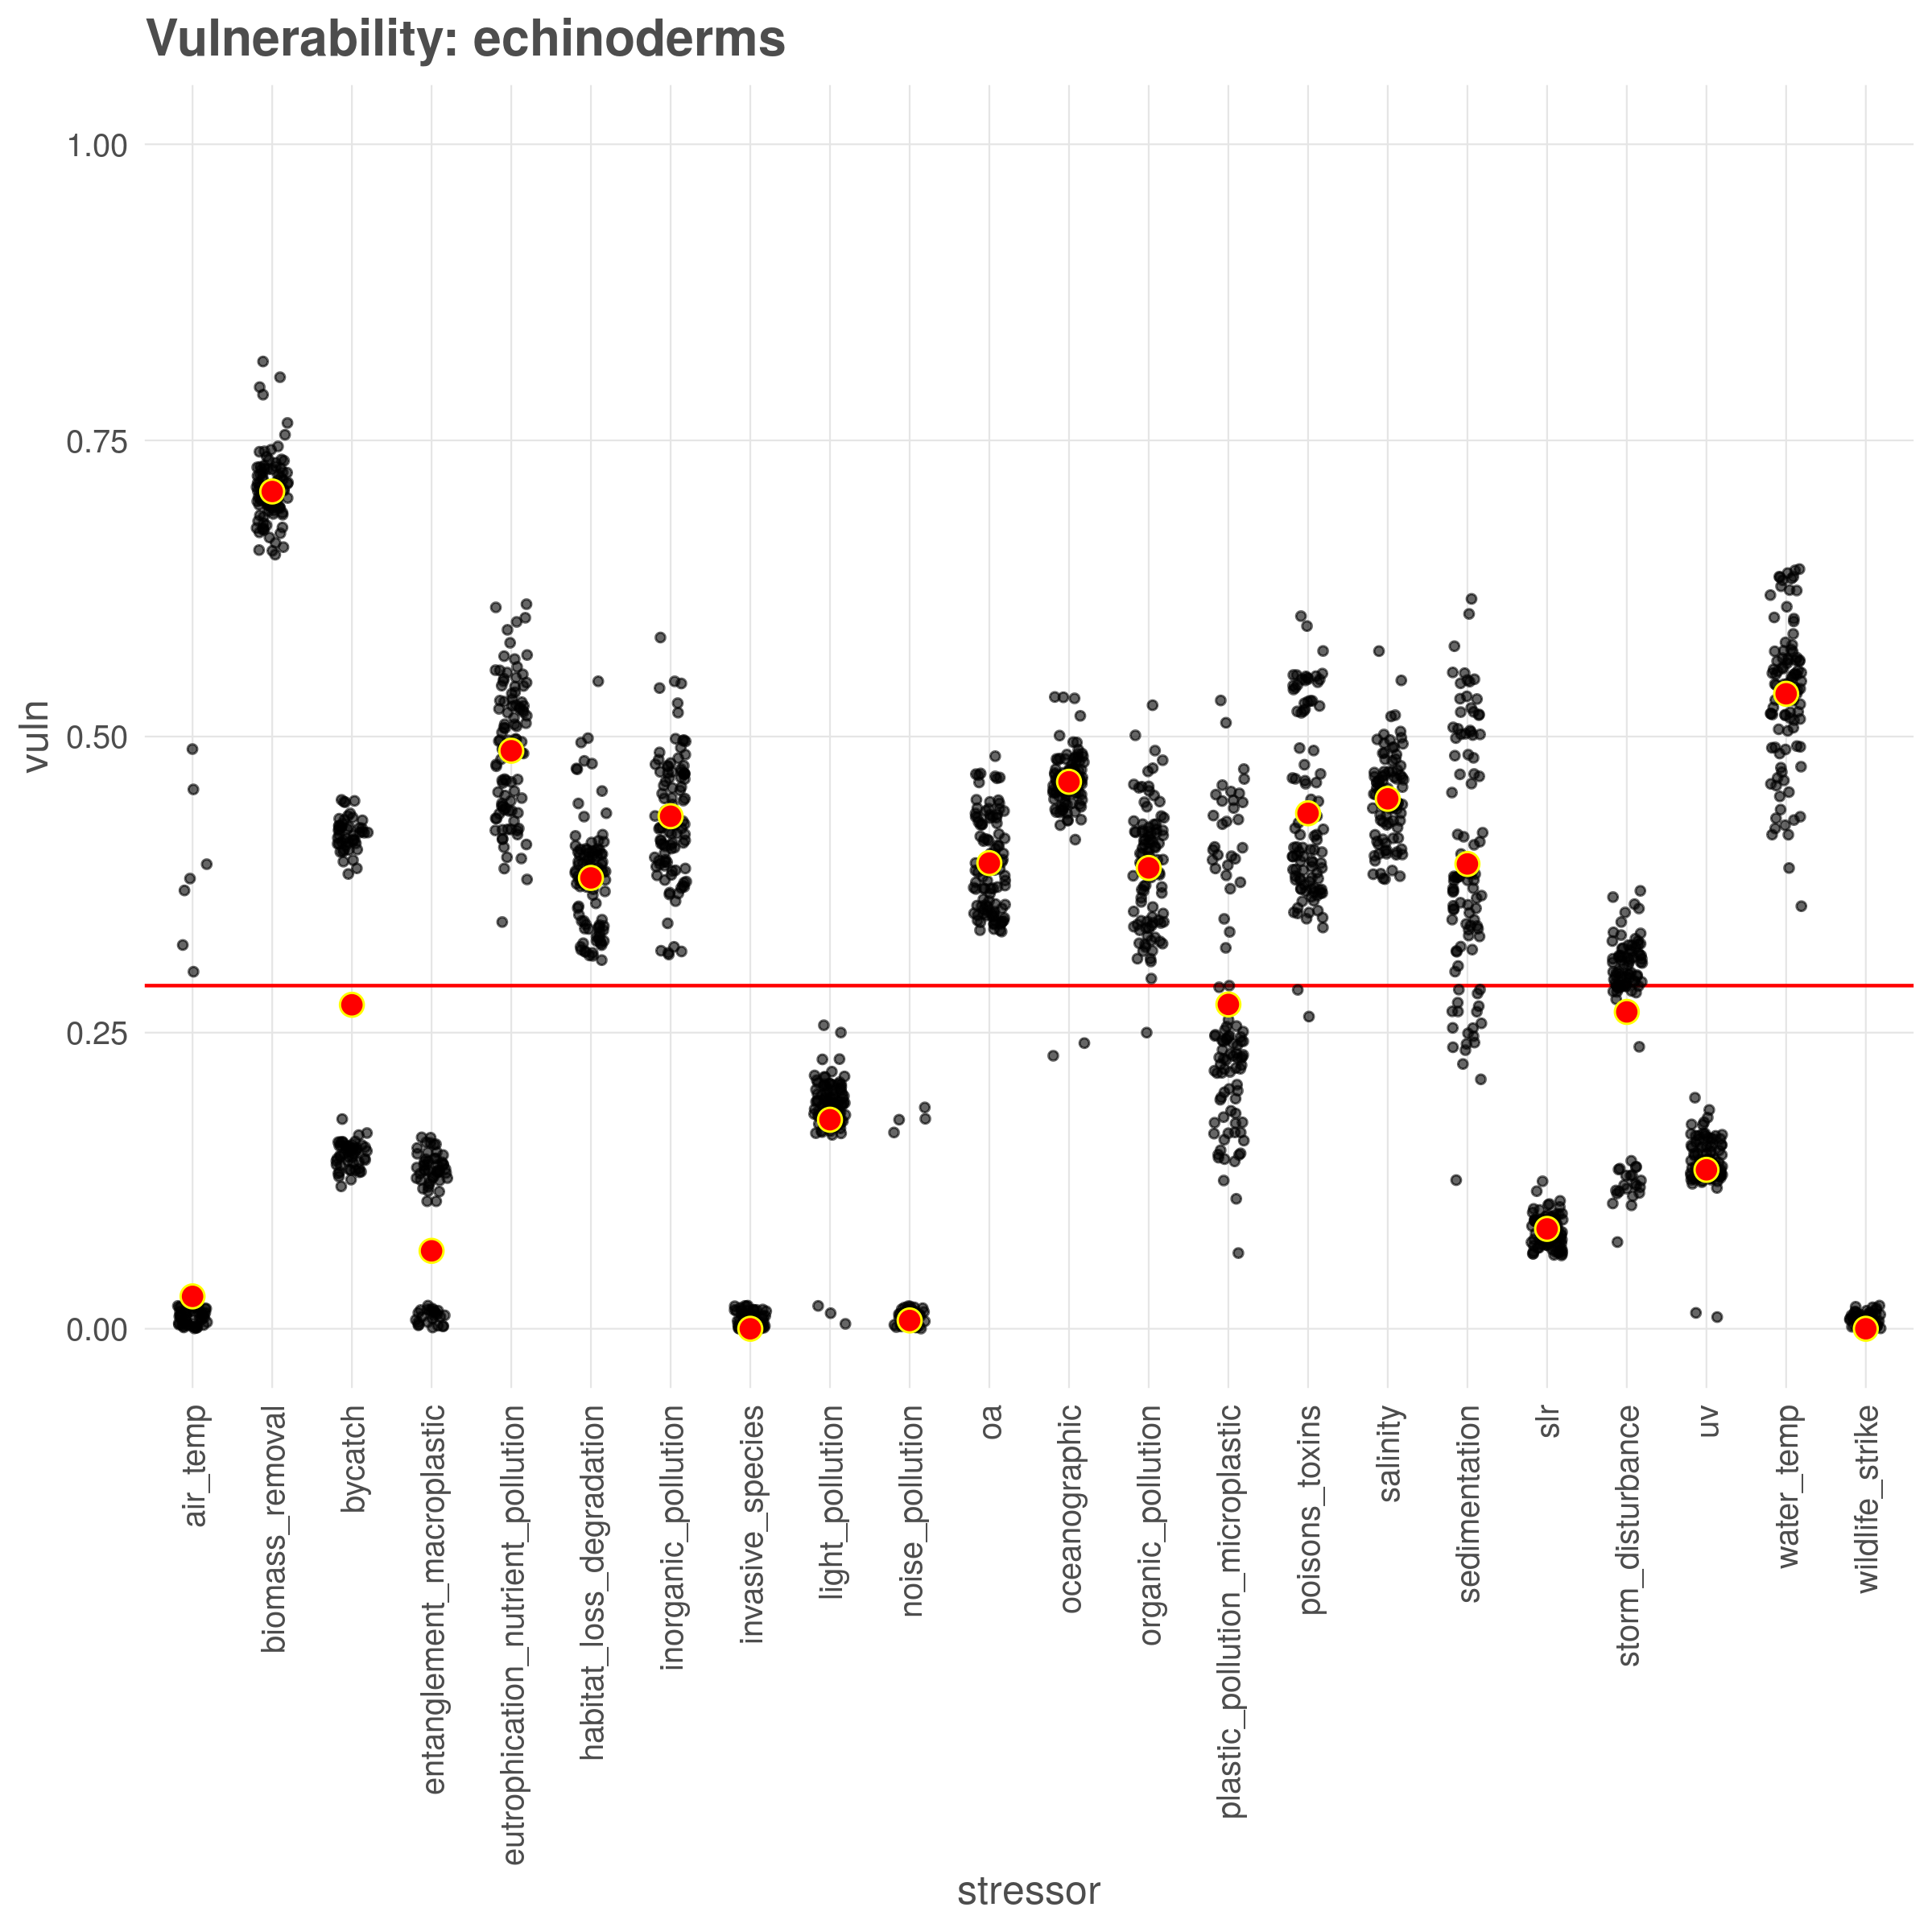 Vulnerability: echinoderms
vuln
1.00
0.75
0.50
0.25
0.00
air_temp
biomass_removal
bycatch
entanglement_macroplastic
eutrophication_nutrient_pollution
habitat_loss_degradation
inorganic_pollution
invasive_species
light_pollution
noise_pollution
oa
oceanographic
organic_pollution
plastic_pollution_microplastic
poisons_toxins
salinity
sedimentation
slr
storm_disturbance
uv
water_temp
wildlife_strike
stressor